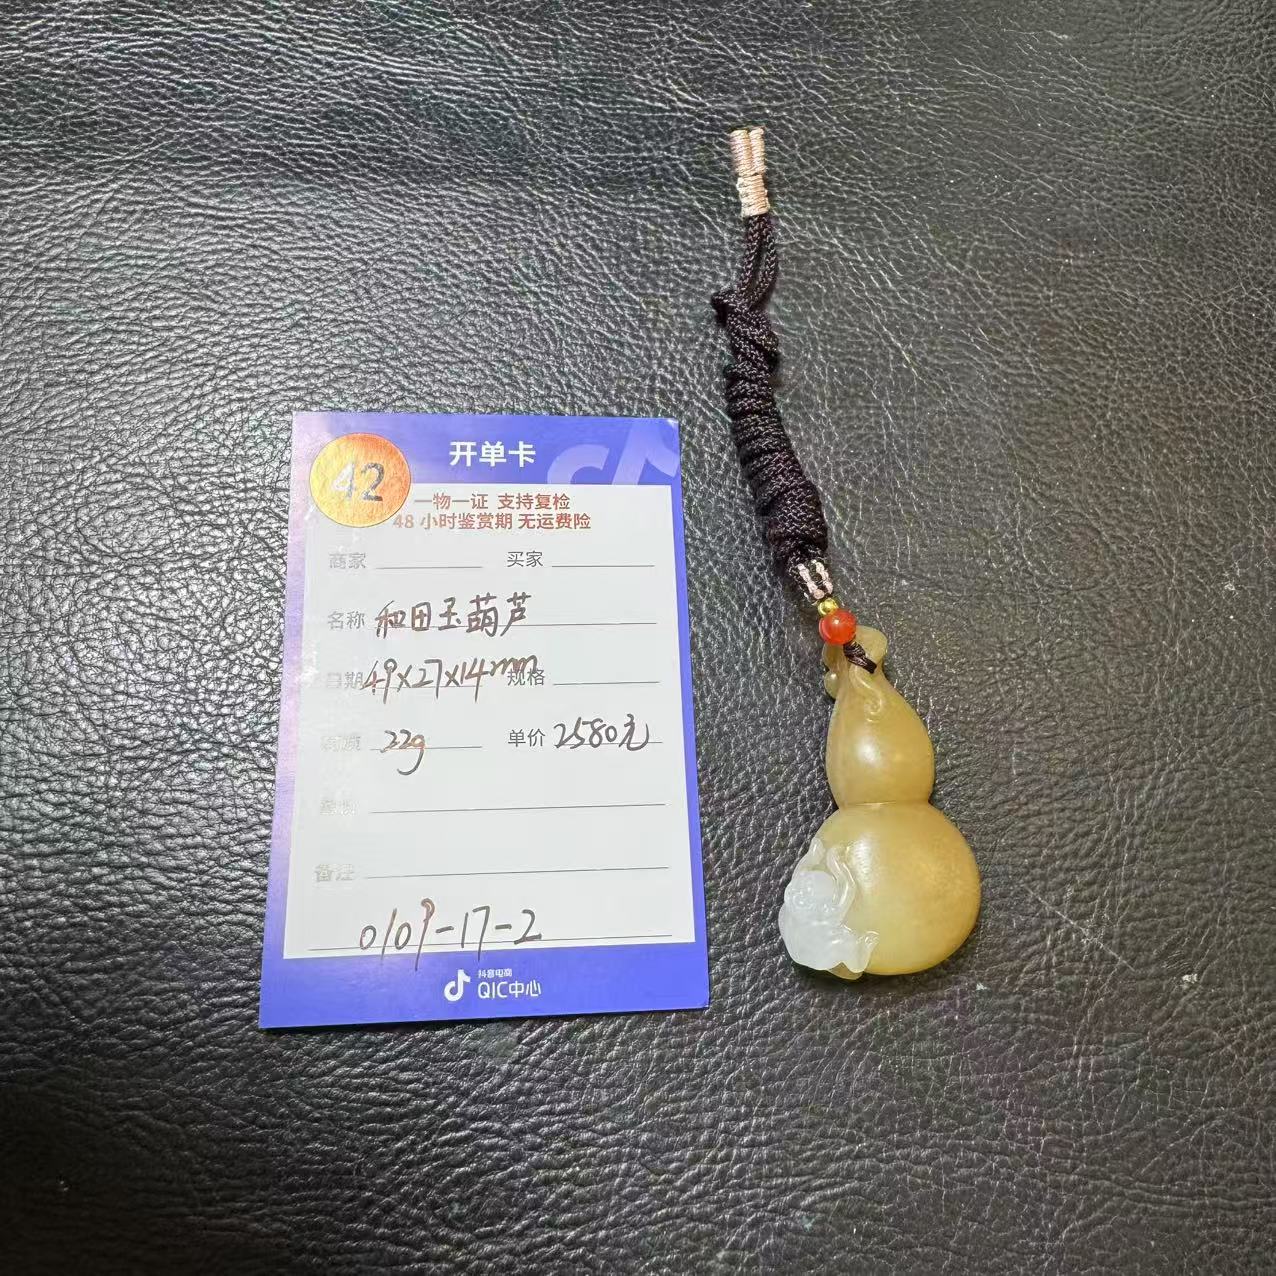 开单卡
42
一物一证 支持复检
48 小时鉴赏期 无运费险
商家 买家
名称 和田玉葫芦
日期 49×27×14mm 规格
22g 单价 2580元
备注
0109-17-2
抖音电商
QIC中心